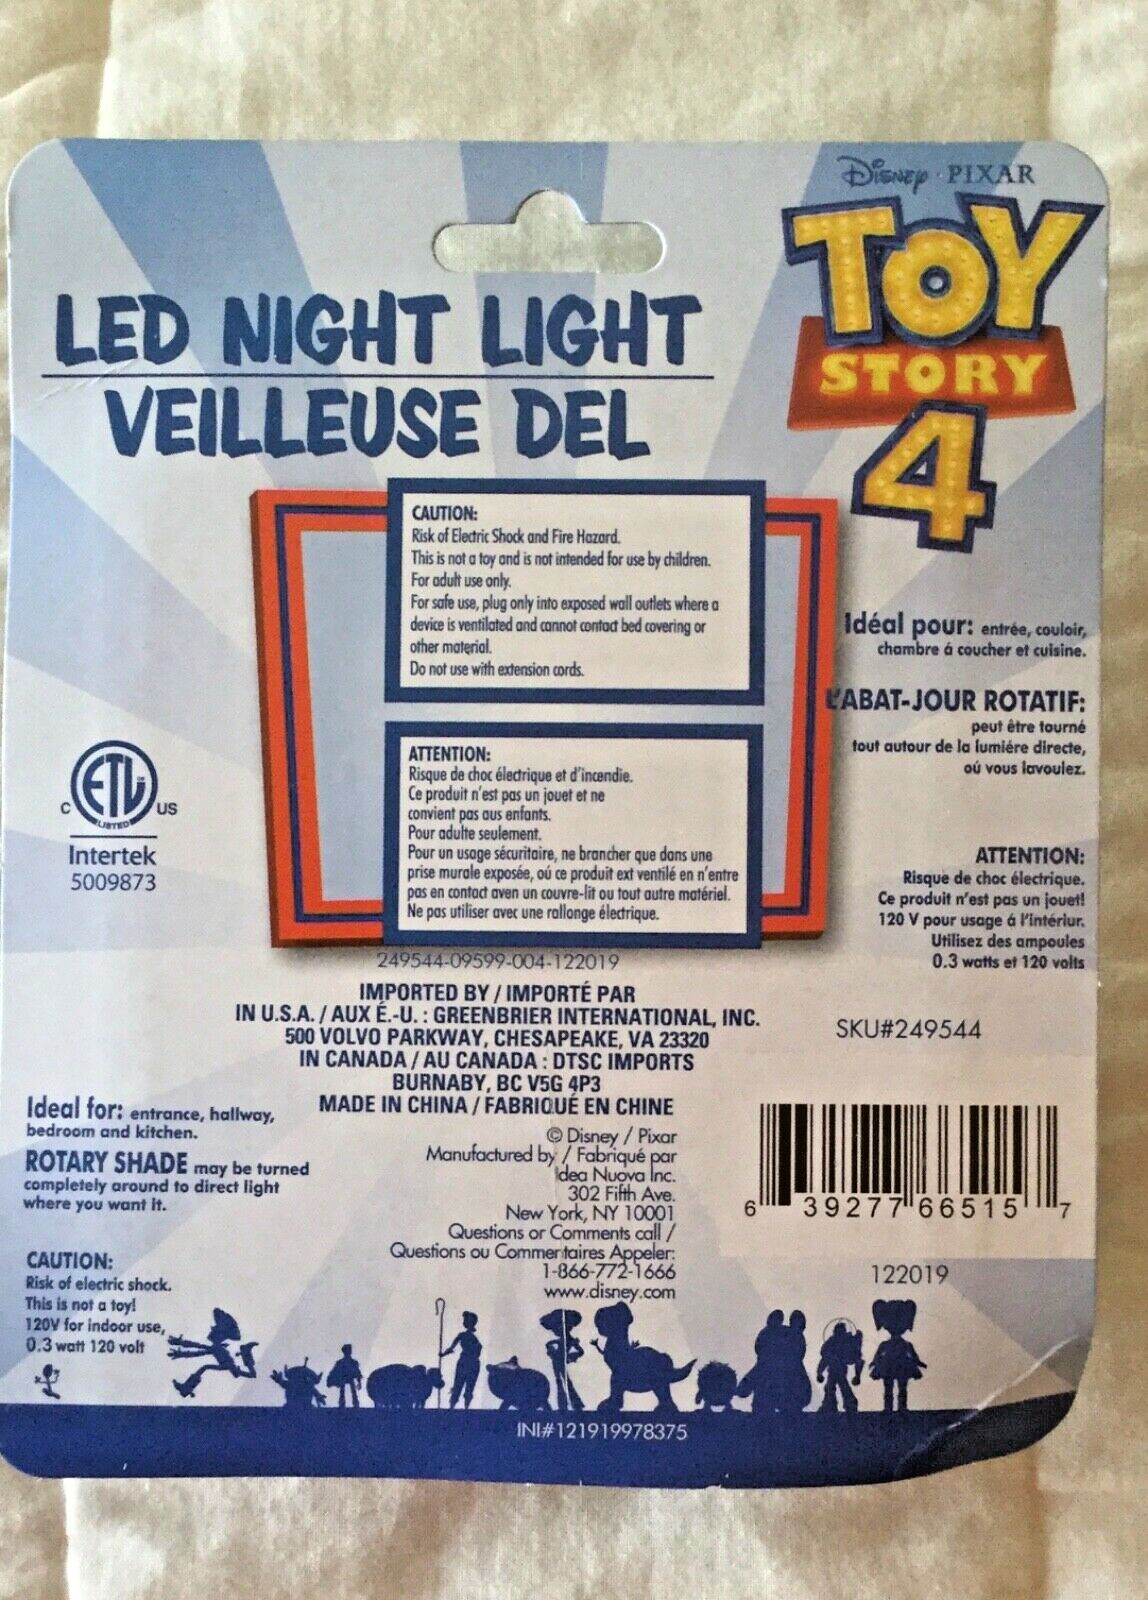 Disney · PIXAR
TOY
STORY
4
LED NIGHT LIGHT
VEILLEUSE DEL
CAUTION:
Risk of Electric Shock and Fire Hazard.
This is not a toy and is not intended for use by children.
For adult use only.
For safe use, plug only into exposed wall outlets where a
device is ventilated and cannot contact bed covering or
other material.
Do not use with extension cords.
ATTENTION:
Risque de choc électrique et d'incendie.
Ce produit n'est pas un jouet et ne
convient pas aus enfants.
Pour adulte seulement.
Pour un usage sécuritaire, ne brancher que dans une
prise murale exposée, oú ce produit ext ventilé en n'entre
pas en contact aven un couvre-lit ou tout autre matériel.
Ne pas utiliser avec une rallonge électrique.
Idéal pour: entrée, couloir,
chambre á coucher et cuisine.
L'ABAT-JOUR ROTATIF:
peut être tourné
tout autour de la lumiére directe,
oú vous lavoulez.
ATTENTION:
Risque de choc électrique.
Ce produit n'est pas un jouet!
120 V pour usage á l'intériur.
Utilisez des ampoules
0.3 watts et 120 volts
C ETL US
LISTED
Intertek
5009873
249544-09599-004-122019
IMPORTED BY / IMPORTÉ PAR
IN U.S.A. / AUX É.-U. : GREENBRIER INTERNATIONAL, INC.
500 VOLVO PARKWAY, CHESAPEAKE, VA 23320
IN CANADA / AU CANADA : DTSC IMPORTS
BURNABY, BC V5G 4P3
MADE IN CHINA / FABRIQUÉ EN CHINE
© Disney / Pixar
Manufactured by / Fabriqué par
Idea Nuova Inc.
302 Fifth Ave.
New York, NY 10001
Questions or Comments call /
Questions ou Commentaires Appeler:
1-866-772-1666
www.disney.com
SKU#249544
6 39277 66515 7
122019
Ideal for: entrance, hallway,
bedroom and kitchen.
ROTARY SHADE may be turned
completely around to direct light
where you want it.
CAUTION:
Risk of electric shock.
This is not a toy!
120V for indoor use,
0.3 watt 120 volt
INI#121919978375